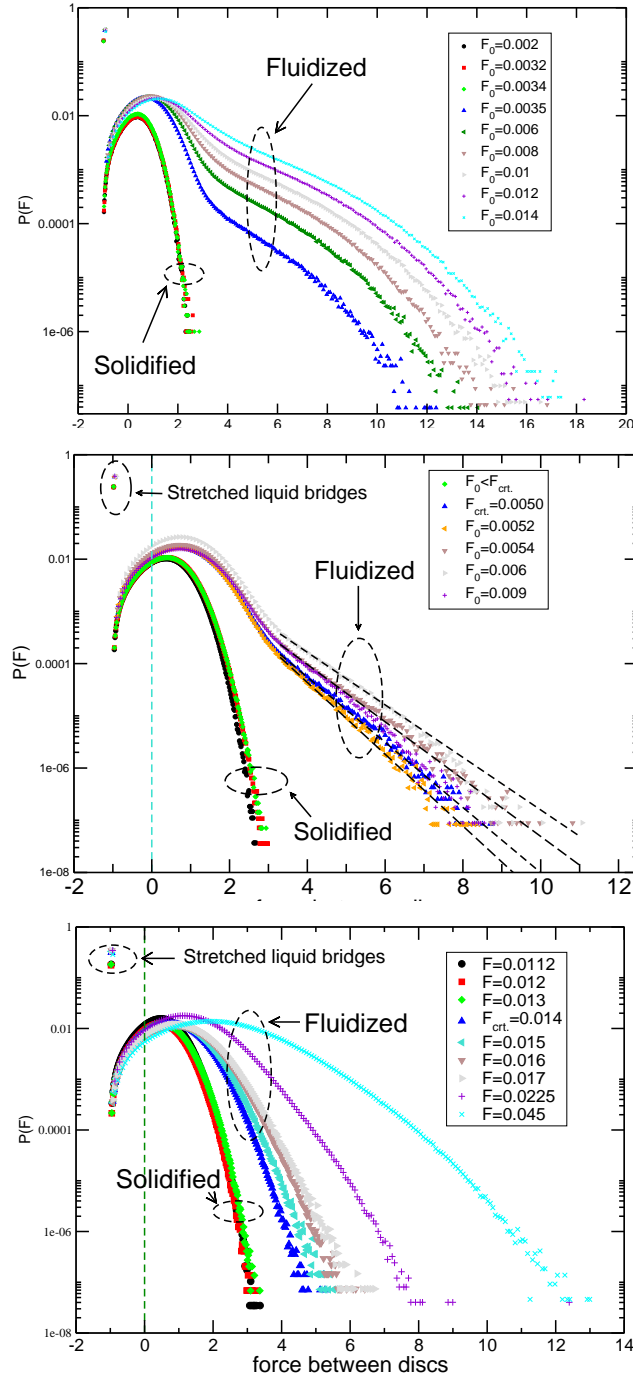 1
0.01
0.0001
1e-06
P(F)
Fluidized
Solidified
F0=0.002
F0=0.0032
F0=0.0034
F0=0.0035
F0=0.006
F0=0.008
F0=0.01
F0=0.012
F0=0.014
-2 0 2 4 6 8 10 12 14 16 18 20
1
0.01
0.0001
1e-06
1e-08
P(F)
Stretched liquid bridges
Fluidized
Solidified
F0<Fcrt.
Fcrt.=0.0050
F0=0.0052
F0=0.0054
F0=0.006
F0=0.009
-2 0 2 4 6 8 10 12
1
0.01
0.0001
1e-06
1e-08
P(F)
Stretched liquid bridges
Fluidized
Solidified
F=0.0112
F=0.012
F=0.013
Fcrt.=0.014
F=0.015
F=0.016
F=0.017
F=0.0225
F=0.045
-2 0 2 4 6 8 10 12 14
force between discs